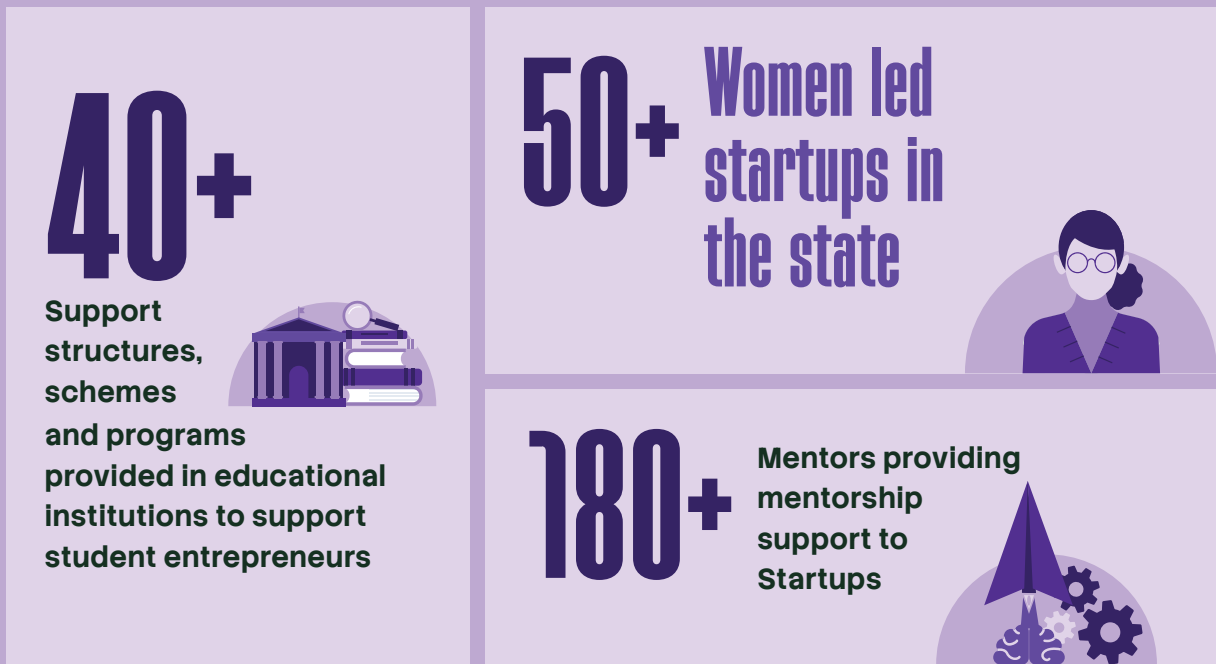 40+
Support
structures,
schemes
and programs
provided in educational
institutions to support
student entrepreneurs
50+
Women led
startups in
the state
180+
Mentors providing
mentorship
support to
Startups